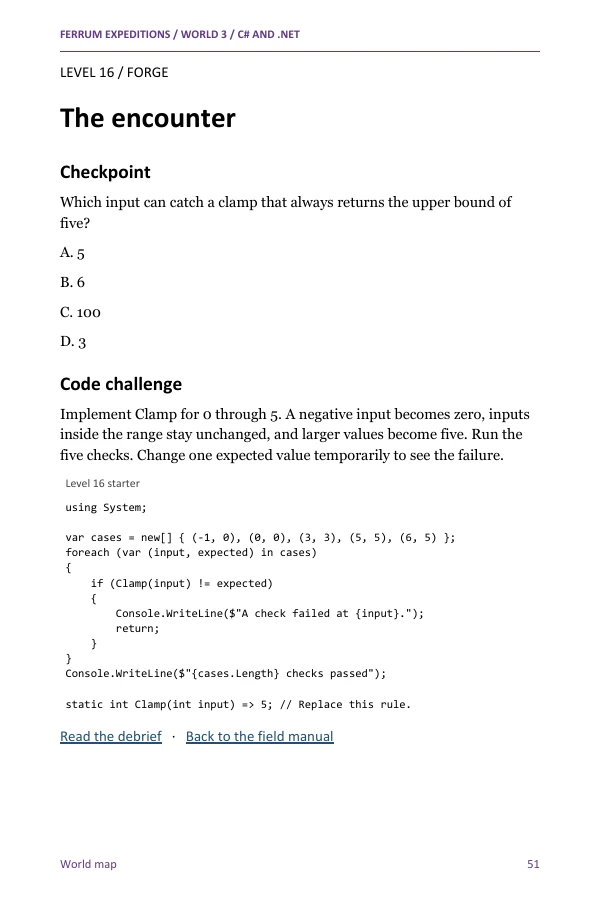 FERRUM EXPEDITIONS / WORLD 3 / C# AND .NET
LEVEL 16 / FORGE
The encounter
Checkpoint
Which input can catch a clamp that always returns the upper bound of
five?
A. 5
B. 6
C. 100
D. 3
Code challenge
Implement Clamp for 0 through 5. A negative input becomes zero, inputs
inside the range stay unchanged, and larger values become five. Run the
five checks. Change one expected value temporarily to see the failure.
Level 16 starter
using System;
var cases = new[] { (-1, 0), (0, 0), (3, 3), (5, 5), (6, 5) };
foreach (var (input, expected) in cases)
{
    if (Clamp(input) != expected)
    {
        Console.WriteLine($"A check failed at {input}.");
        return;
    }
}
Console.WriteLine($"{cases.Length} checks passed");
static int Clamp(int input) => 5; // Replace this rule.
Read the debrief · Back to the field manual
World map 51